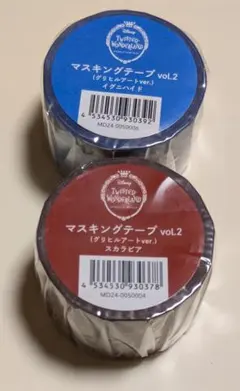 Disney
TWISTED
WONDERLAND
マスキングテープ vol.2
(グリヒルアートver.)
イグニハイド
4 534530 930392
MD24-0050006
Disney
TWISTED
WONDERLAND
マスキングテープ vol.2
(グリヒルアートver.)
スカラビア
4 534530 930378
MD24-0050004